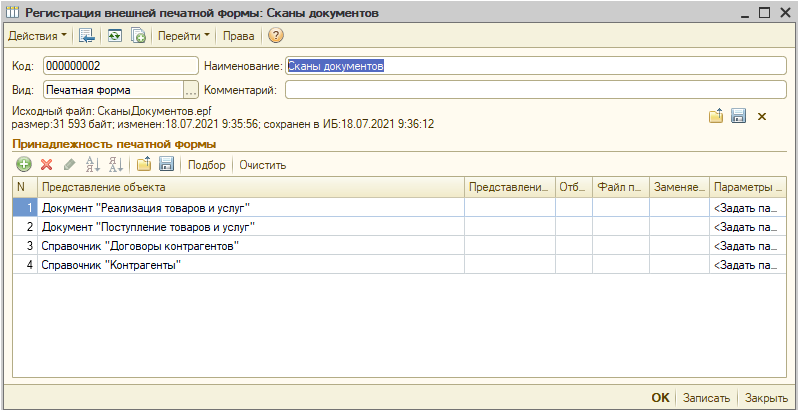 Регистрация внешней печатной формы: Сканы документов
Действия Перейти Права
Код: 000000002 Наименование: Сканы документов
Вид: Печатная форма ... Комментарий:
Исходный файл: СканыДокументов.epf
размер:31 593 байт; изменен:18.07.2021 9:35:56; сохранен в ИБ:18.07.2021 9:36:12
Принадлежность печатной формы
Подбор Очистить
N Представление объекта Представлени... Отб... Файл п... Заменяе... Параметры ...
1 Документ "Реализация товаров и услуг" <Задать па...
2 Документ "Поступление товаров и услуг" <Задать па...
3 Справочник "Договоры контрагентов" <Задать па...
4 Справочник "Контрагенты" <Задать па...
OK Записать Закрыть